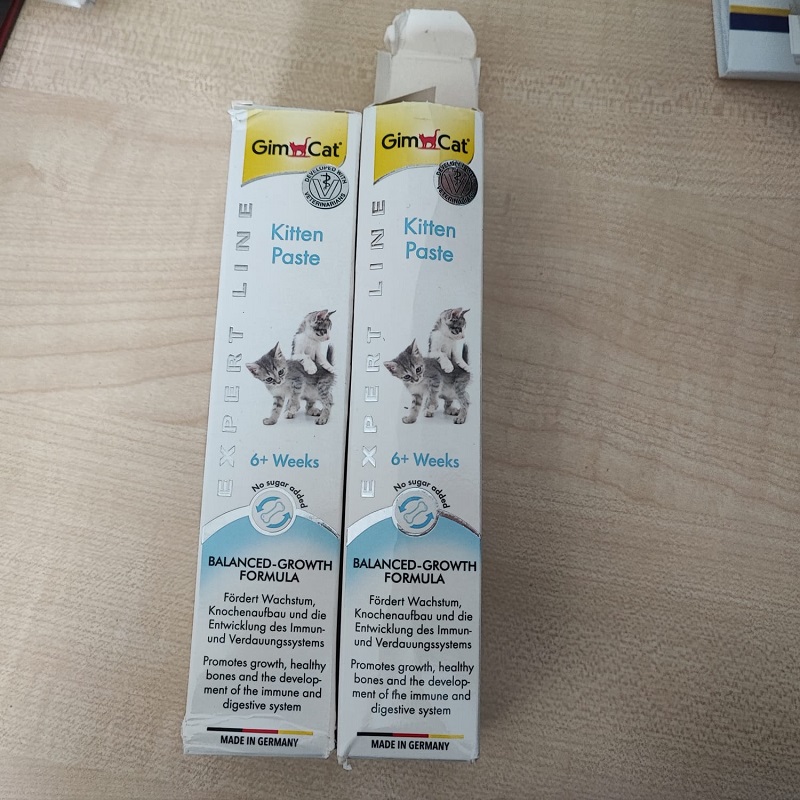 GimCat
DEVELOPED WITH
VETERINARIANS
EXPERT LINE
Kitten
Paste
6+ Weeks
No sugar added
BALANCED-GROWTH
FORMULA
Fördert Wachstum,
Knochenaufbau und die
Entwicklung des Immun-
und Verdauungssystems
Promotes growth, healthy
bones and the develop-
ment of the immune and
digestive system
MADE IN GERMANY
GimCat
DEVELOPED WITH
VETERINARIANS
EXPERT LINE
Kitten
Paste
6+ Weeks
No sugar added
BALANCED-GROWTH
FORMULA
Fördert Wachstum,
Knochenaufbau und die
Entwicklung des Immun-
und Verdauungssystems
Promotes growth, healthy
bones and the develop-
ment of the immune and
digestive system
MADE IN GERMANY